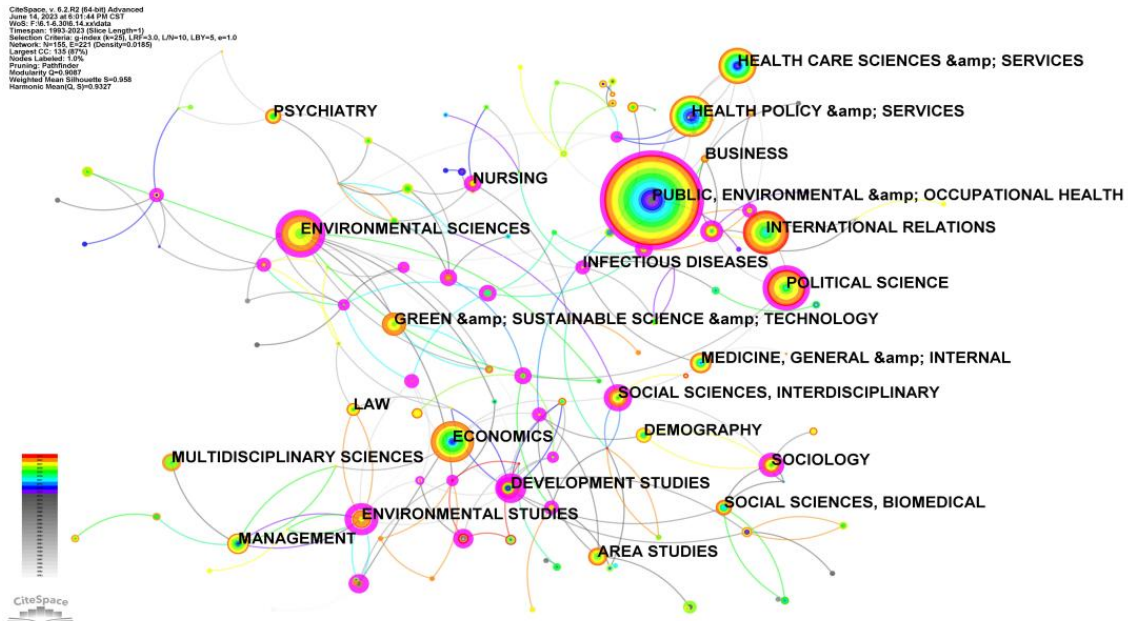 CiteSpace, v. 6.2.R2 (64-bit) Advanced
June 14, 2023 at 6:01:44 PM CST
WoS: F:\6.1-6.30\6.14.xx\data
Timespan: 1993-2023 (Slice Length=1)
Selection Criteria: g-index (k=25), LRF=3.0, L/N=10, LBY=5, e=1.0
Network: N=155, E=221 (Density=0.0185)
Largest CC: 135 (87%)
Nodes Labeled: 1.0%
Pruning: Pathfinder
Modularity Q=0.9087
Weighted Mean Silhouette S=0.958
Harmonic Mean(Q, S)=0.9327
HEALTH CARE SCIENCES &amp; SERVICES
PSYCHIATRY
HEALTH POLICY &amp; SERVICES
BUSINESS
NURSING
PUBLIC, ENVIRONMENTAL &amp; OCCUPATIONAL HEALTH
ENVIRONMENTAL SCIENCES
INTERNATIONAL RELATIONS
INFECTIOUS DISEASES
POLITICAL SCIENCE
GREEN &amp; SUSTAINABLE SCIENCE &amp; TECHNOLOGY
MEDICINE, GENERAL &amp; INTERNAL
SOCIAL SCIENCES, INTERDISCIPLINARY
LAW
ECONOMICS
DEMOGRAPHY
MULTIDISCIPLINARY SCIENCES
SOCIOLOGY
DEVELOPMENT STUDIES
SOCIAL SCIENCES, BIOMEDICAL
ENVIRONMENTAL STUDIES
MANAGEMENT
AREA STUDIES
CiteSpace